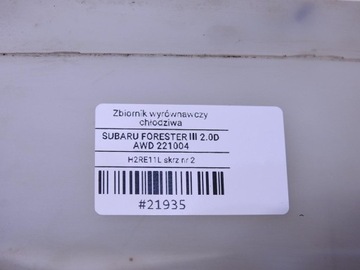 Zbiornik wyrównawczy
chłodziwa
SUBARU FORESTER III 2.0D
AWD 221004
H2RE11L skrz nr 2
#21935